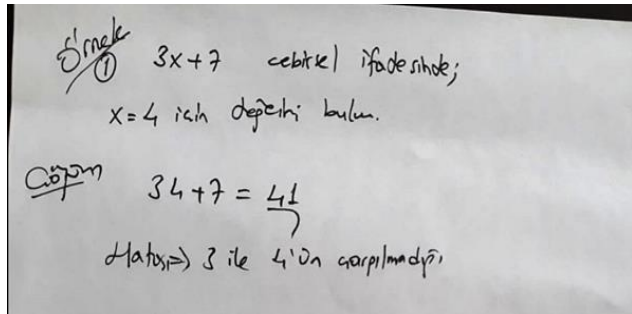 Örnek
① 3x+7 cebirsel ifadesinde;
x=4 için değerini bulun.
Çözüm
34+7=41
Hatası⇒ 3 ile 4'ün çarpılmadığı